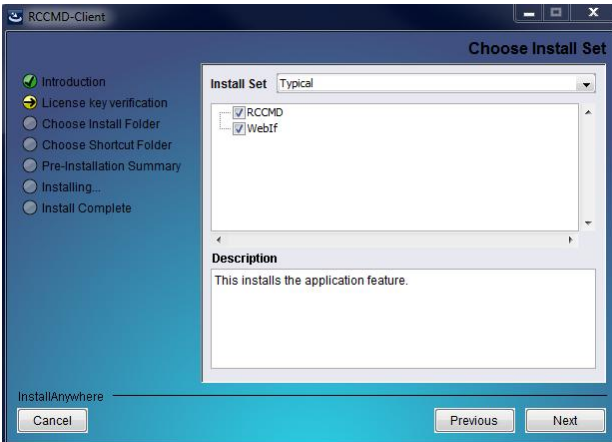 RCCMD-Client
Choose Install Set
Introduction
License key verification
Choose Install Folder
Choose Shortcut Folder
Pre-Installation Summary
Installing...
Install Complete
Install Set Typical
RCCMD
WebIf
Description
This installs the application feature.
InstallAnywhere
Cancel Previous Next